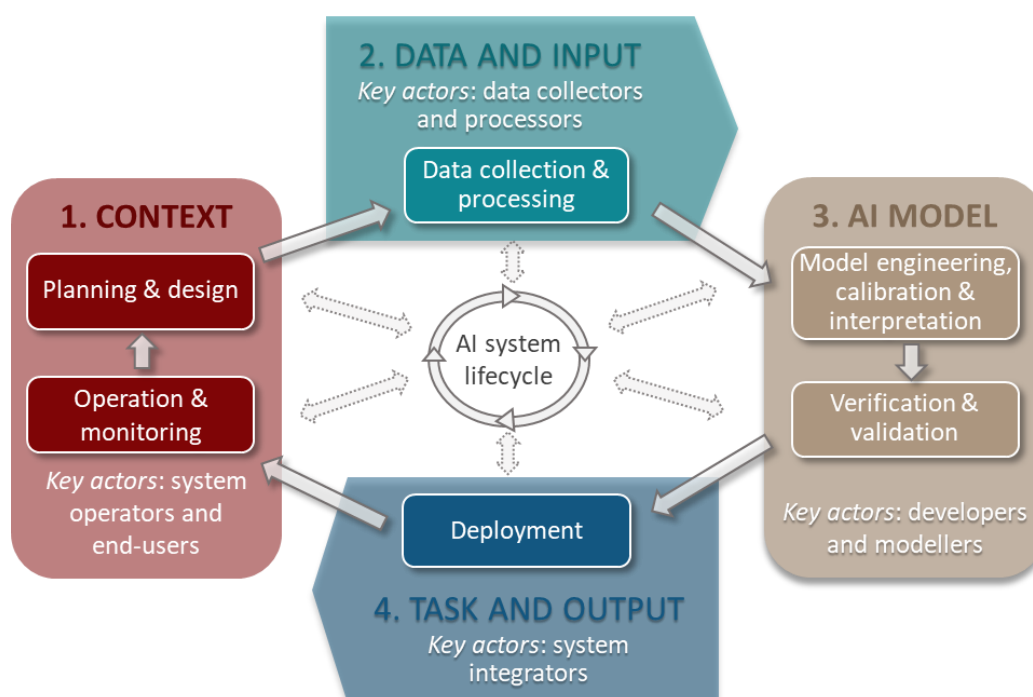 2. DATA AND INPUT
Key actors: data collectors
and processors
Data collection &
processing
1. CONTEXT
Planning & design
Operation &
monitoring
Key actors: system
operators and
end-users
AI system
lifecycle
3. AI MODEL
Model engineering,
calibration &
interpretation
Verification &
validation
Key actors: developers
and modellers
Deployment
4. TASK AND OUTPUT
Key actors: system
integrators